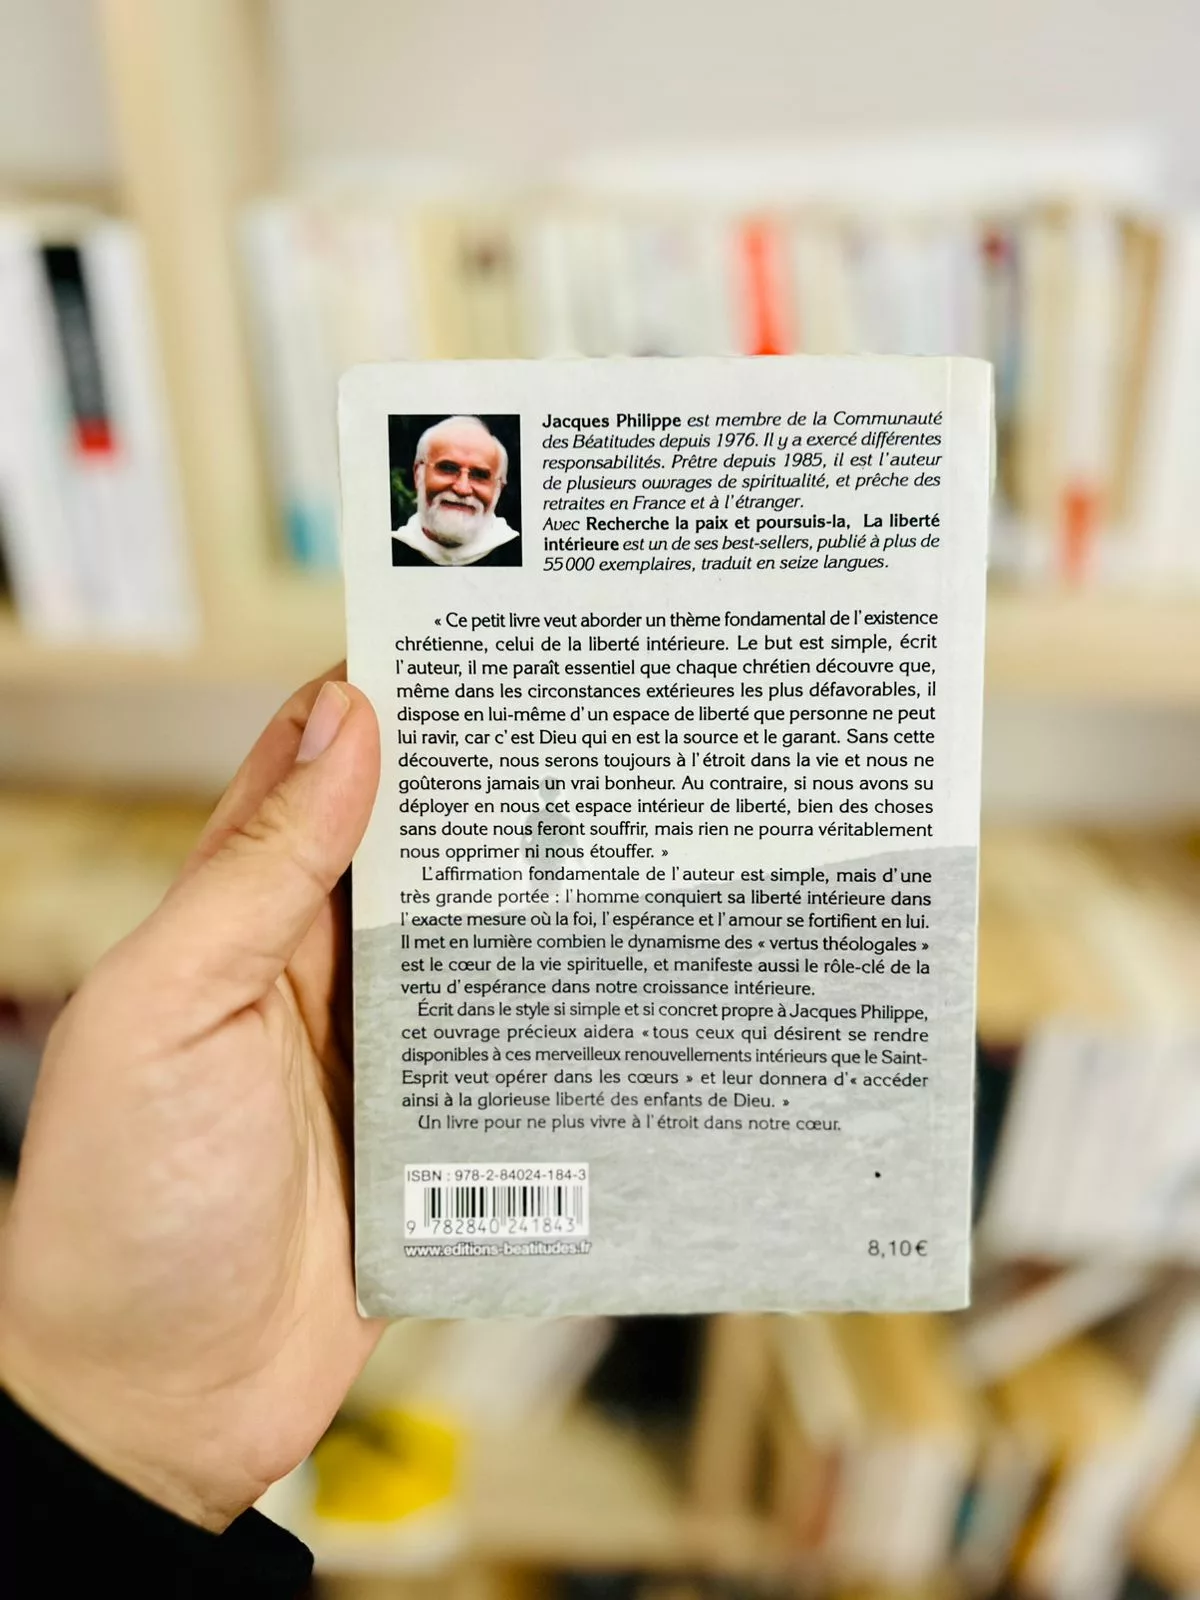 Jacques Philippe est membre de la Communauté
des Béatitudes depuis 1976. Il y a exercé différentes
responsabilités. Prêtre depuis 1985, il est l'auteur
de plusieurs ouvrages de spiritualité, et prêche des
retraites en France et à l'étranger.
Avec Recherche la paix et poursuis-la, La liberté
intérieure est un de ses best-sellers, publié à plus de
55 000 exemplaires, traduit en seize langues.
« Ce petit livre veut aborder un thème fondamental de l'existence
chrétienne, celui de la liberté intérieure. Le but est simple, écrit
l'auteur, il me paraît essentiel que chaque chrétien découvre que,
même dans les circonstances extérieures les plus défavorables, il
dispose en lui-même d'un espace de liberté que personne ne peut
lui ravir, car c'est Dieu qui en est la source et le garant. Sans cette
découverte, nous serons toujours à l'étroit dans la vie et nous ne
goûterons jamais un vrai bonheur. Au contraire, si nous avons su
déployer en nous cet espace intérieur de liberté, bien des choses
sans doute nous feront souffrir, mais rien ne pourra véritablement
nous opprimer ni nous étouffer. »
L'affirmation fondamentale de l'auteur est simple, mais d'une
très grande portée : l'homme conquiert sa liberté intérieure dans
l'exacte mesure où la foi, l'espérance et l'amour se fortifient en lui.
Il met en lumière combien le dynamisme des « vertus théologales »
est le cœur de la vie spirituelle, et manifeste aussi le rôle-clé de la
vertu d'espérance dans notre croissance intérieure.
Écrit dans le style si simple et si concret propre à Jacques Philippe,
cet ouvrage précieux aidera « tous ceux qui désirent se rendre
disponibles à ces merveilleux renouvellements intérieurs que le Saint-
Esprit veut opérer dans les cœurs » et leur donnera d'« accéder
ainsi à la glorieuse liberté des enfants de Dieu. »
Un livre pour ne plus vivre à l'étroit dans notre cœur.
ISBN : 978-2-84024-184-3
9 782840 241843
www.editions-beatitudes.fr
8,10 €